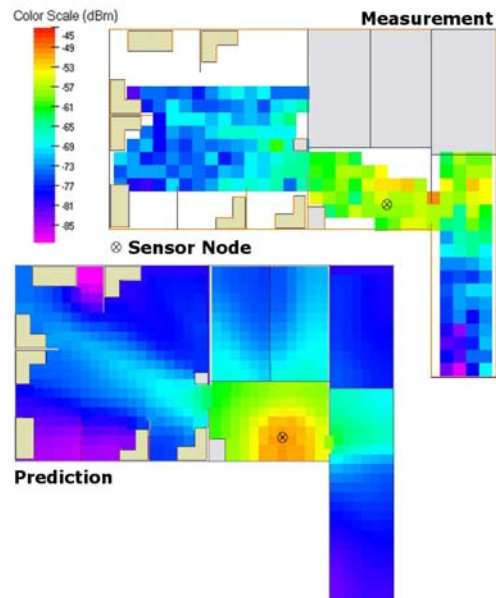 Color Scale (dBm)
Measurement
-45
-49
-53
-57
-61
-65
-69
-73
-77
-81
-85
Sensor Node
Prediction